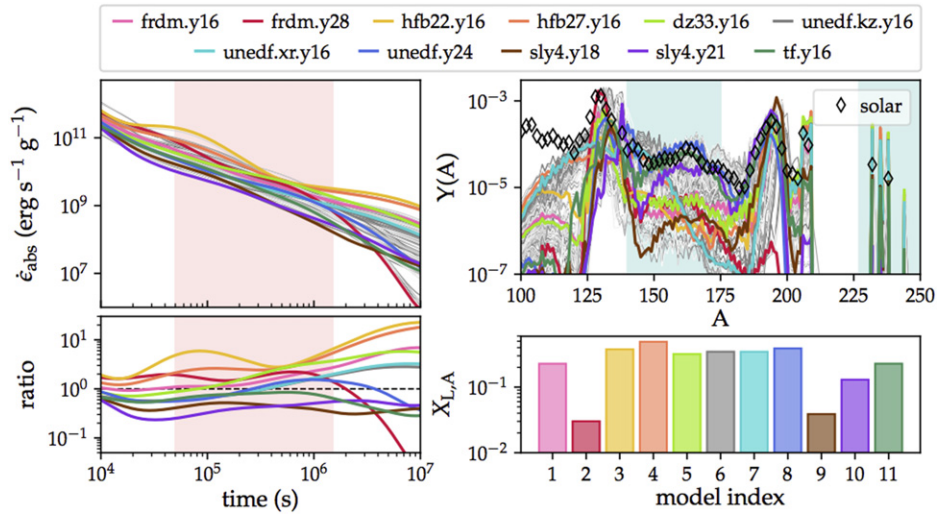 frdm.y16 frdm.y28 hfb22.y16 hfb27.y16 dz33.y16 unedf.kz.y16
unedf.xr.y16 unedf.y24 sly4.y18 sly4.y21 tf.y16
ε̇abs (erg s⁻¹ g⁻¹)
10¹¹
10⁹
10⁷
ratio
10¹
10⁰
10⁻¹
10⁴ 10⁵ 10⁶ 10⁷
time (s)
Y(A)
10⁻³
10⁻⁵
10⁻⁷
solar
100 125 150 175 200 225 250
A
X_L,A
10⁻¹
10⁻²
1 2 3 4 5 6 7 8 9 10 11
model index